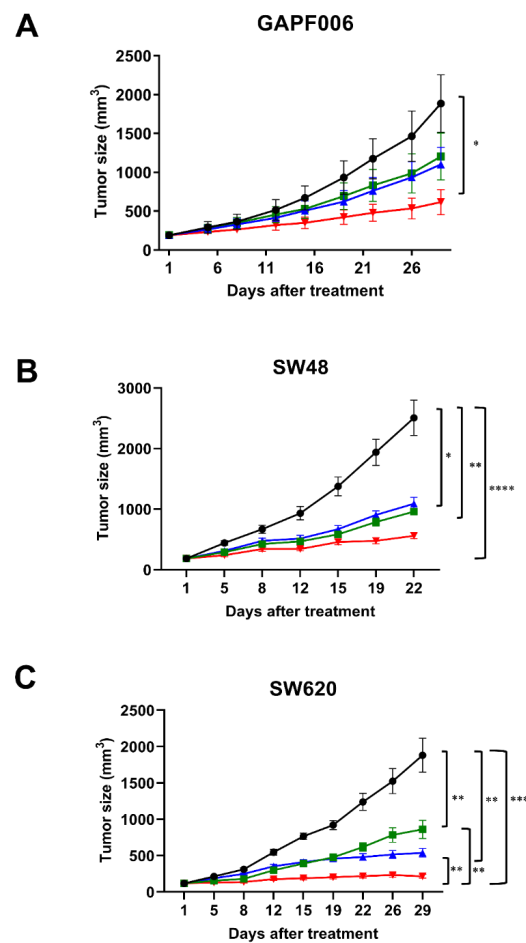 A
GAPF006
Tumor size (mm³)
2500
2000
1500
1000
500
0
1 6 11 16 21 26
Days after treatment
*
B
SW48
Tumor size (mm³)
3000
2000
1000
0
1 5 8 12 15 19 22
Days after treatment
*
**
****
C
SW620
Tumor size (mm³)
2500
2000
1500
1000
500
0
1 5 8 12 15 19 22 26 29
Days after treatment
**
**
***
**
**